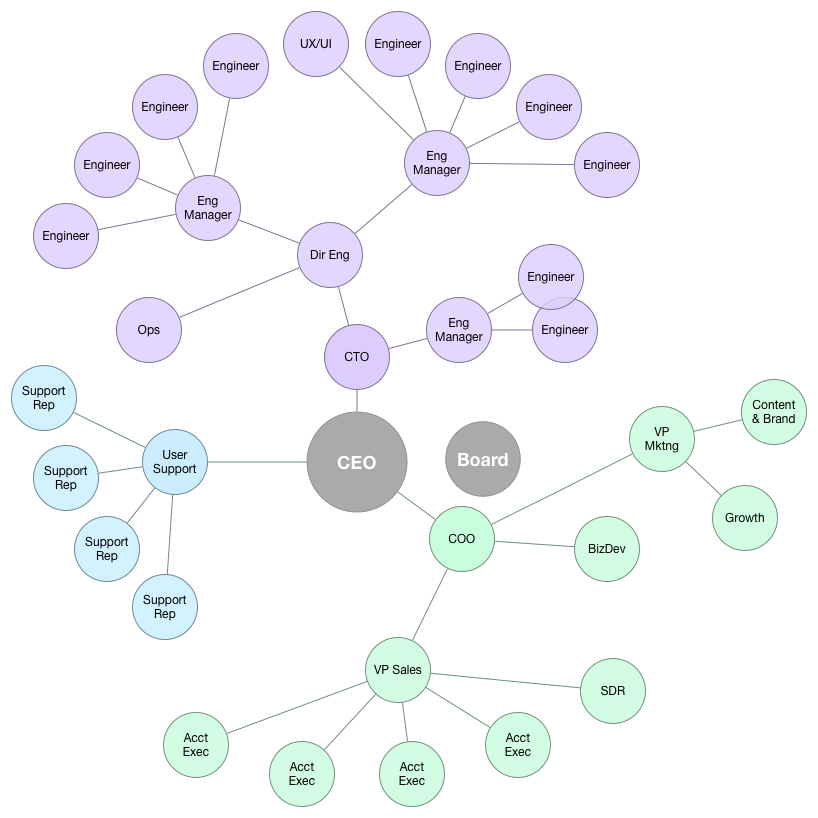 UX/UI
Engineer
Engineer
Engineer
Engineer
Engineer
Engineer
Engineer
Engineer
Eng
Manager
Eng
Manager
Engineer
Dir Eng
Engineer
Ops
Eng
Manager
Engineer
CTO
Support
Rep
Content
& Brand
VP
Mktng
User
Support
CEO
Board
Support
Rep
Growth
COO
Support
Rep
BizDev
Support
Rep
VP Sales
SDR
Acct
Exec
Acct
Exec
Acct
Exec
Acct
Exec